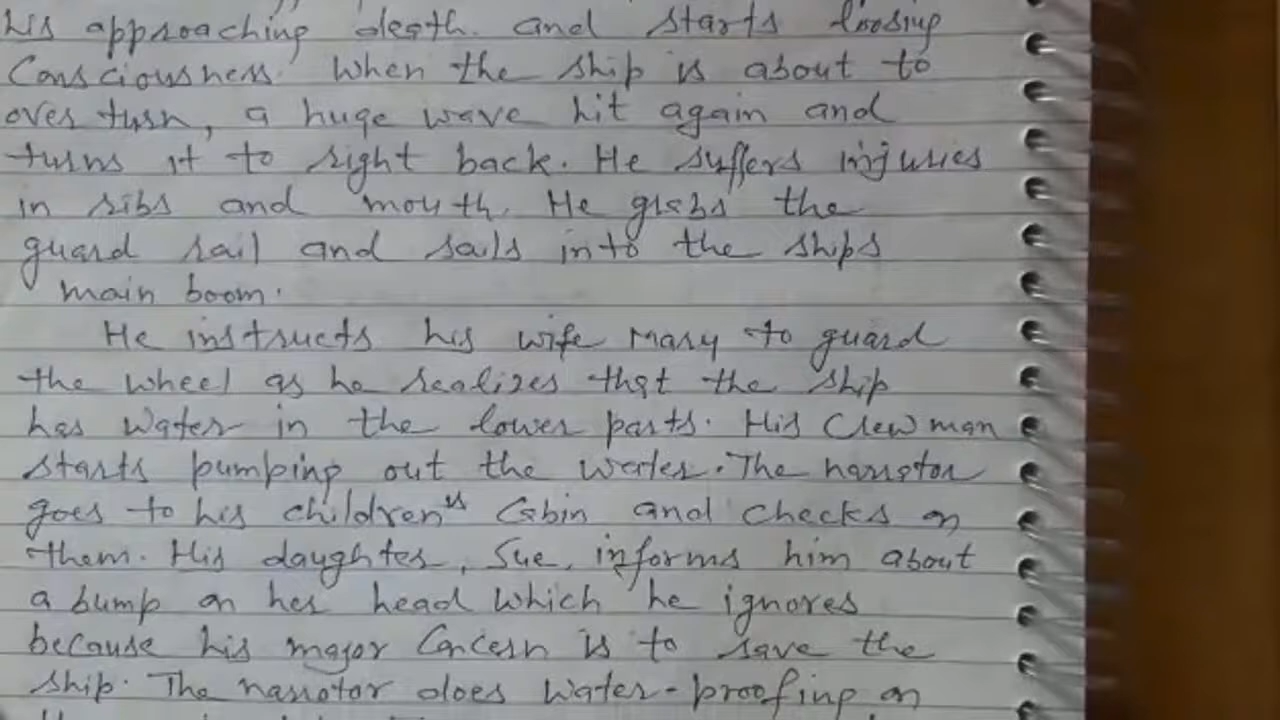 his approaching death. and starts loosing
Consciousness. When the ship is about to
over turn, a huge wave hit again and
turns it to right back. He suffers injuries
in ribs and mouth. He grabs the
guard rail and sails into the ships
main boom.
He instructs his wife Mary to guard
the wheel as he realizes that the ship
has water in the lower parts. His Crewman
starts pumping out the water. The narrator
goes to his children's Cabin and checks on
them. His daughter, Sue, informs him about
a bump on her head which he ignores
because his major Concern is to save the
ship. The narrator does water-proofing on